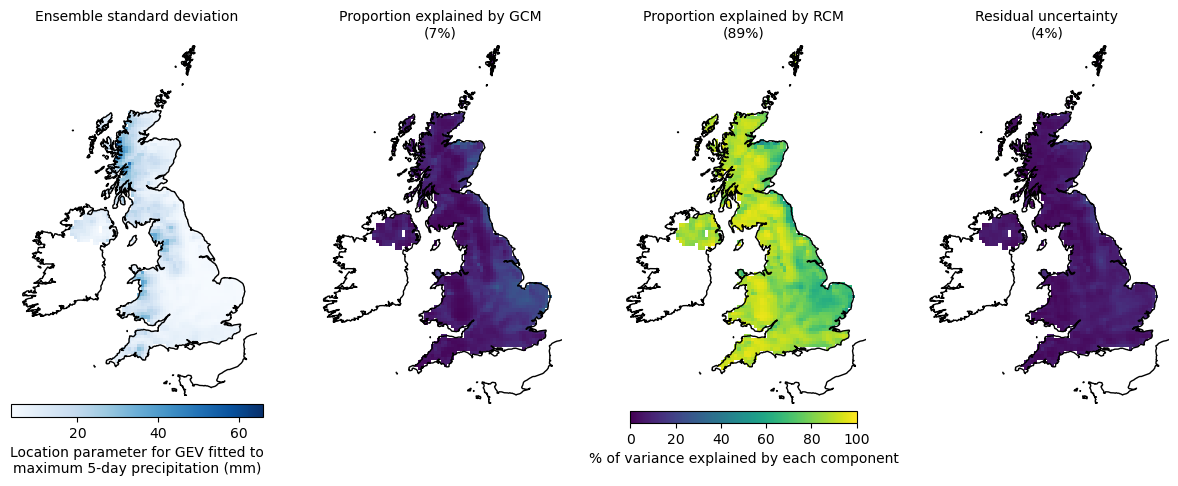 Ensemble standard deviation
Proportion explained by GCM
(7%)
Proportion explained by RCM
(89%)
Residual uncertainty
(4%)
20 40 60
Location parameter for GEV fitted to
maximum 5-day precipitation (mm)
0 20 40 60 80 100
% of variance explained by each component